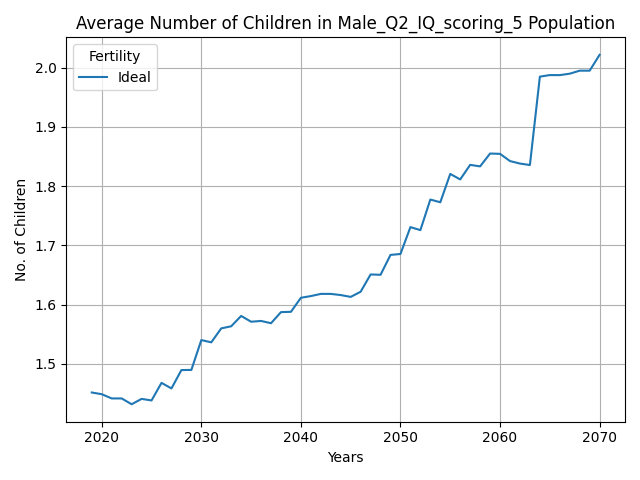 Average Number of Children in Male_Q2_IQ_scoring_5 Population
Fertility
Ideal
No. of Children
2.0
1.9
1.8
1.7
1.6
1.5
2020 2030 2040 2050 2060 2070
Years